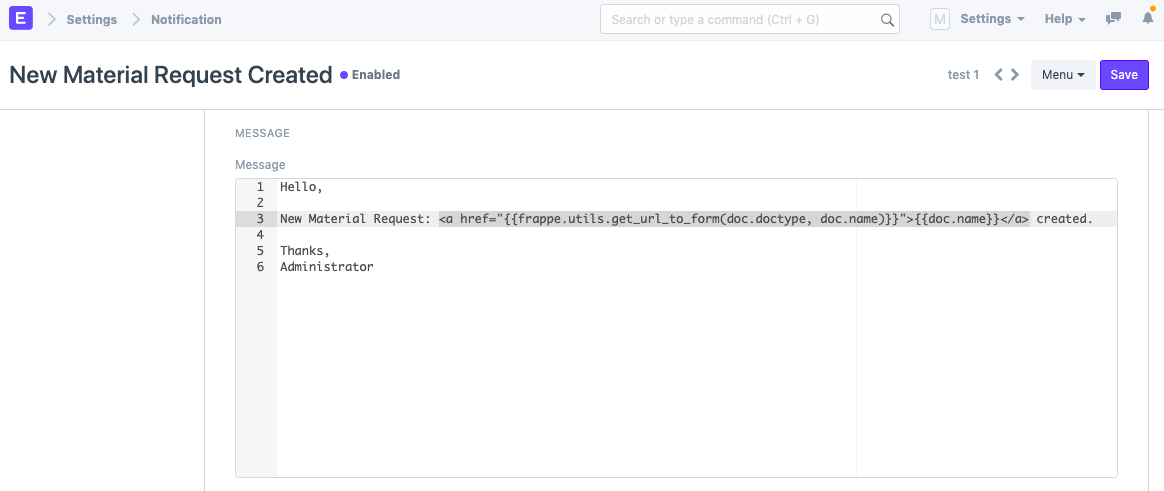 E Settings Notification Search or type a command (Ctrl + G) M Settings Help
New Material Request Created Enabled test 1 Menu Save
MESSAGE
Message
1 Hello,
2
3 New Material Request: <a href="{{frappe.utils.get_url_to_form(doc.doctype, doc.name)}}">{{doc.name}}</a> created.
4
5 Thanks,
6 Administrator